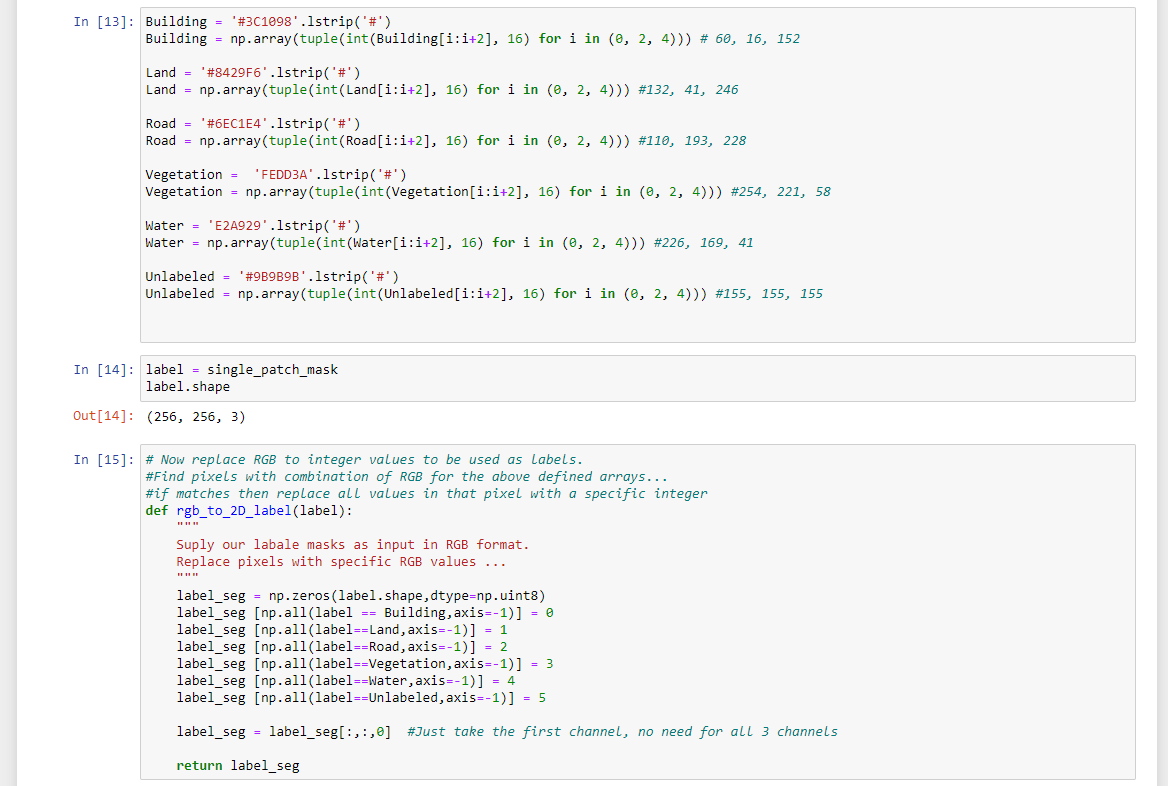 In [13]: Building = '#3C1098'.lstrip('#')
Building = np.array(tuple(int(Building[i:i+2], 16) for i in (0, 2, 4))) # 60, 16, 152
Land = '#8429F6'.lstrip('#')
Land = np.array(tuple(int(Land[i:i+2], 16) for i in (0, 2, 4))) #132, 41, 246
Road = '#6EC1E4'.lstrip('#')
Road = np.array(tuple(int(Road[i:i+2], 16) for i in (0, 2, 4))) #110, 193, 228
Vegetation =  'FEDD3A'.lstrip('#')
Vegetation = np.array(tuple(int(Vegetation[i:i+2], 16) for i in (0, 2, 4))) #254, 221, 58
Water = 'E2A929'.lstrip('#')
Water = np.array(tuple(int(Water[i:i+2], 16) for i in (0, 2, 4))) #226, 169, 41
Unlabeled = '#9B9B9B'.lstrip('#')
Unlabeled = np.array(tuple(int(Unlabeled[i:i+2], 16) for i in (0, 2, 4))) #155, 155, 155
In [14]: label = single_patch_mask
label.shape
Out[14]: (256, 256, 3)
In [15]: # Now replace RGB to integer values to be used as labels.
#Find pixels with combination of RGB for the above defined arrays...
#if matches then replace all values in that pixel with a specific integer
def rgb_to_2D_label(label):
"""
Suply our labale masks as input in RGB format.
Replace pixels with specific RGB values ...
"""
label_seg = np.zeros(label.shape,dtype=np.uint8)
label_seg [np.all(label == Building,axis=-1)] = 0
label_seg [np.all(label==Land,axis=-1)] = 1
label_seg [np.all(label==Road,axis=-1)] = 2
label_seg [np.all(label==Vegetation,axis=-1)] = 3
label_seg [np.all(label==Water,axis=-1)] = 4
label_seg [np.all(label==Unlabeled,axis=-1)] = 5
label_seg = label_seg[:,:,0]  #Just take the first channel, no need for all 3 channels
return label_seg